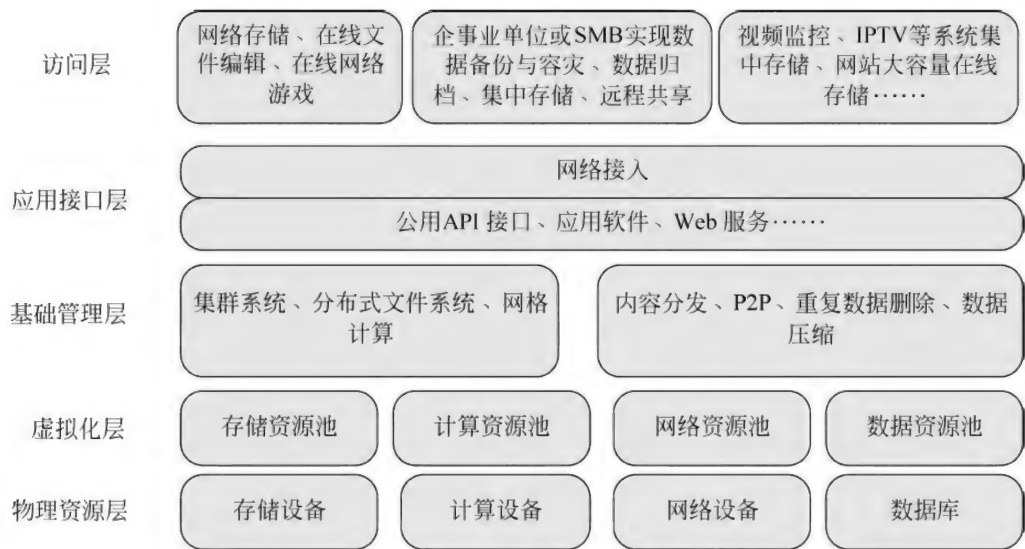 访问层
网络存储、在线文
件编辑、在线网络
游戏
企事业单位或SMB实现数
据备份与容灾、数据归
档、集中存储、远程共享
视频监控、IPTV等系统集
中存储、网站大容量在线
存储……
应用接口层
网络接入
公用API 接口、应用软件、Web 服务……
基础管理层
集群系统、分布式文件系统、网格
计算
内容分发、P2P、重复数据删除、数据
压缩
虚拟化层
存储资源池
计算资源池
网络资源池
数据资源池
物理资源层
存储设备
计算设备
网络设备
数据库